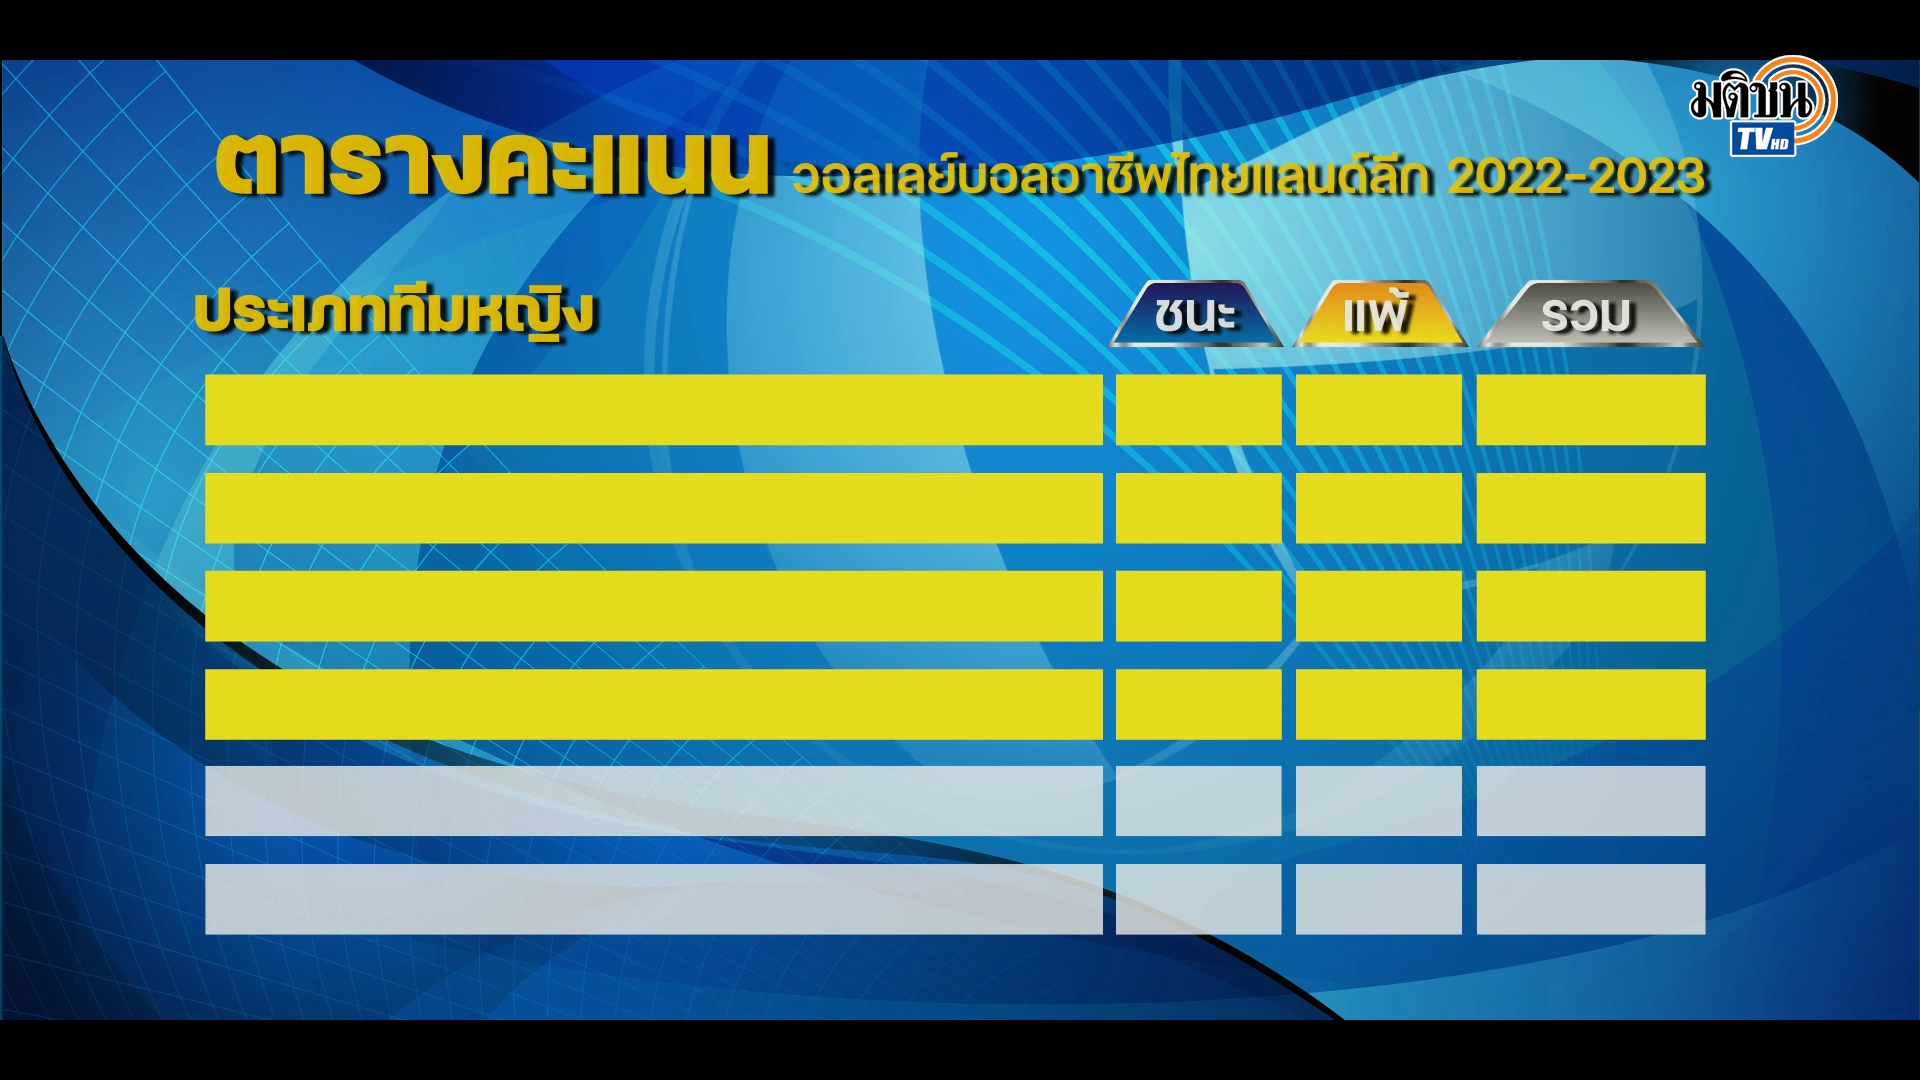 มติชน
TV HD
ตารางคะแนน วอลเลย์บอลอาชีพไทยแลนด์ลีก 2022-2023
ประเภททีมหญิง ชนะ แพ้ รวม